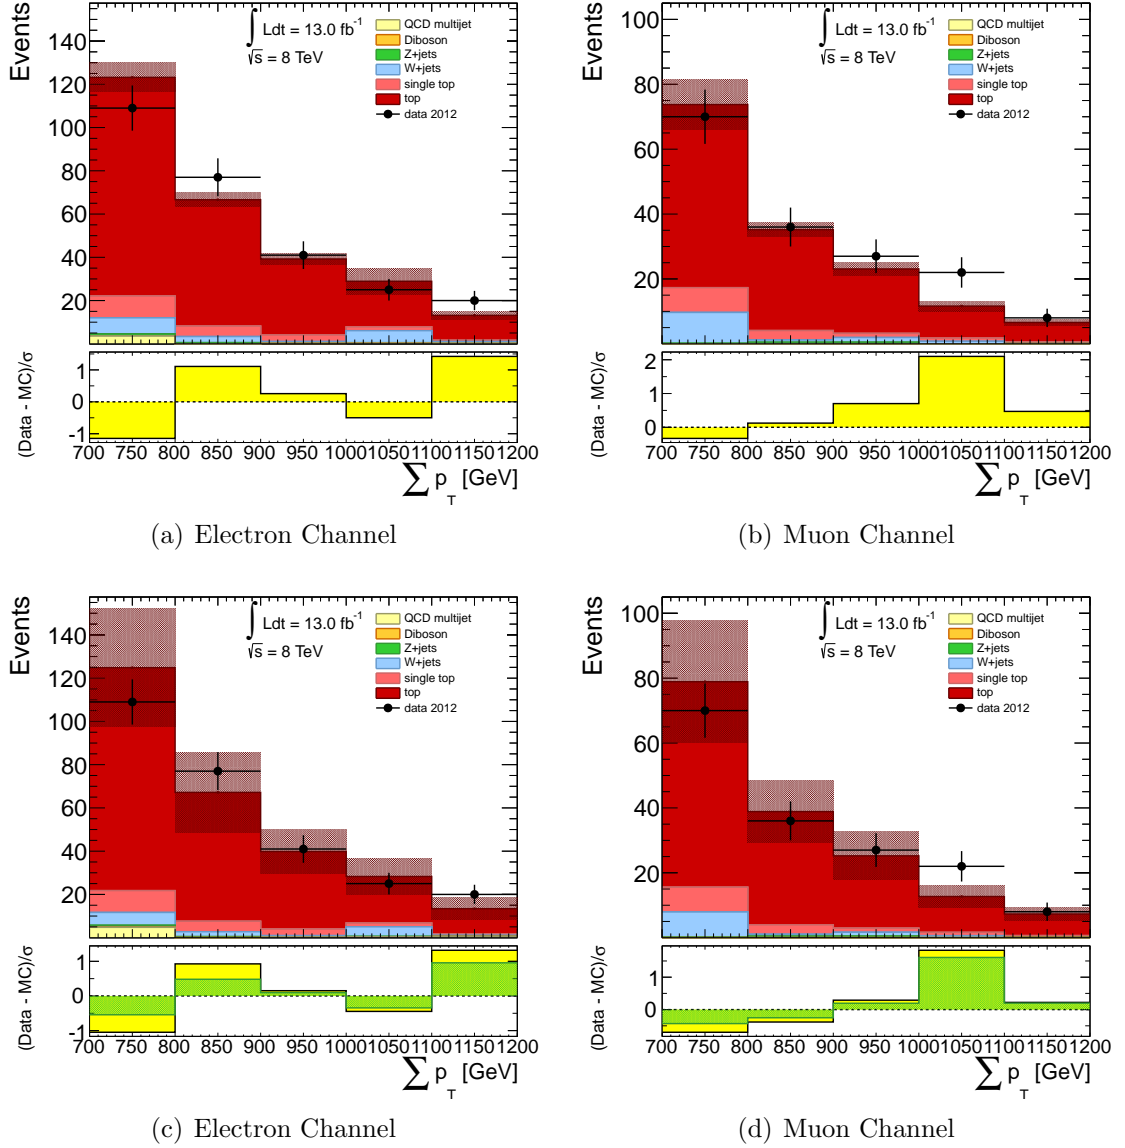 Events
140
120
100
80
60
40
20
∫ Ldt = 13.0 fb⁻¹
√s = 8 TeV
QCD multijet
Diboson
Z+jets
W+jets
single top
top
data 2012
(Data - MC)/σ
1
0
-1
700 750 800 850 900 950 1000 1050 1100 1150 1200
∑ p_T [GeV]
(a) Electron Channel
Events
100
80
60
40
20
∫ Ldt = 13.0 fb⁻¹
√s = 8 TeV
QCD multijet
Diboson
Z+jets
W+jets
single top
top
data 2012
(Data - MC)/σ
2
1
0
700 750 800 850 900 950 1000 1050 1100 1150 1200
∑ p_T [GeV]
(b) Muon Channel
Events
140
120
100
80
60
40
20
∫ Ldt = 13.0 fb⁻¹
√s = 8 TeV
QCD multijet
Diboson
Z+jets
W+jets
single top
top
data 2012
(Data - MC)/σ
1
0
-1
700 750 800 850 900 950 1000 1050 1100 1150 1200
∑ p_T [GeV]
(c) Electron Channel
Events
100
80
60
40
20
∫ Ldt = 13.0 fb⁻¹
√s = 8 TeV
QCD multijet
Diboson
Z+jets
W+jets
single top
top
data 2012
(Data - MC)/σ
1
0
700 750 800 850 900 950 1000 1050 1100 1150 1200
∑ p_T [GeV]
(d) Muon Channel